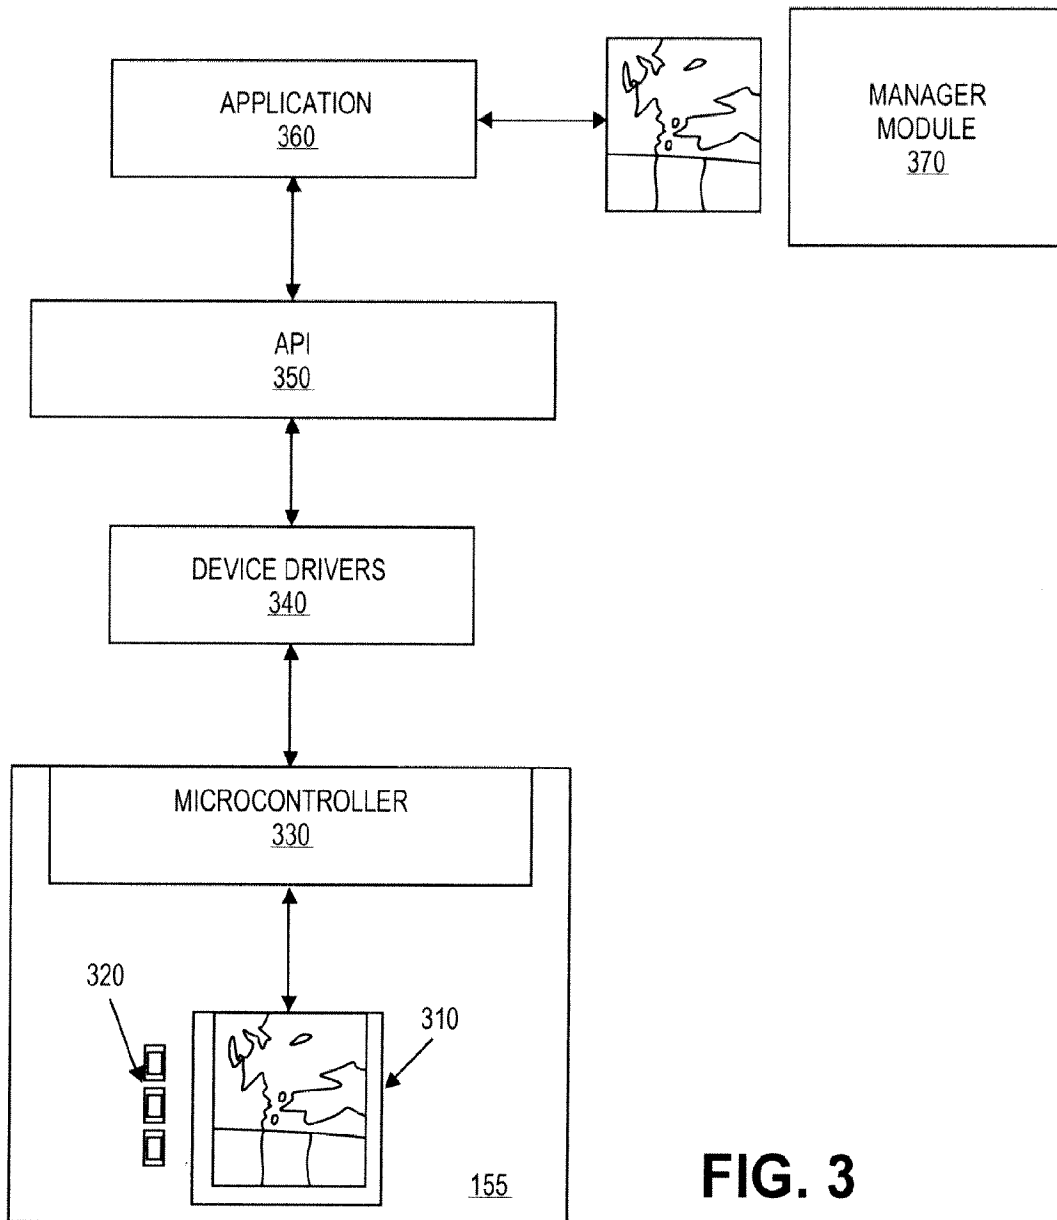 APPLICATION
360
MANAGER
MODULE
370
API
350
DEVICE DRIVERS
340
MICROCONTROLLER
330
320
310
155
FIG. 3